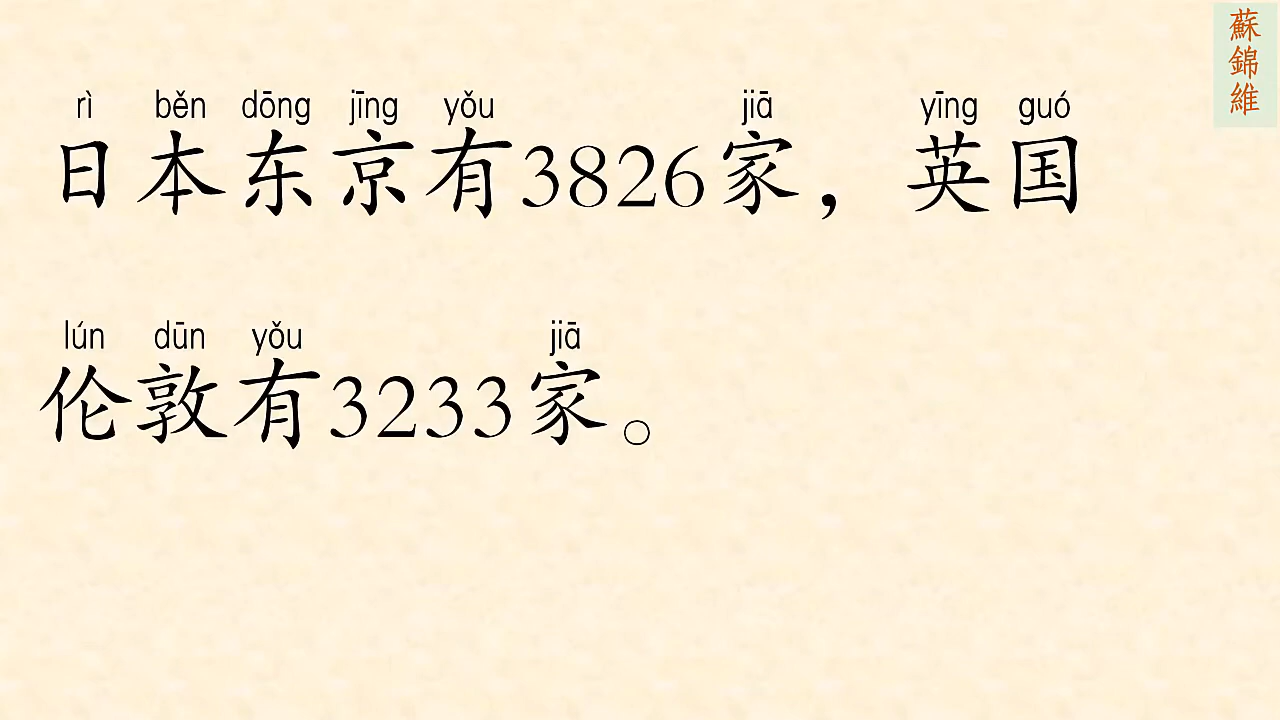 rì běn dōng jīng yǒu jiā yīng guó
日本东京有3826家，英国
lún dūn yǒu jiā
伦敦有3233家。
蘇錦維